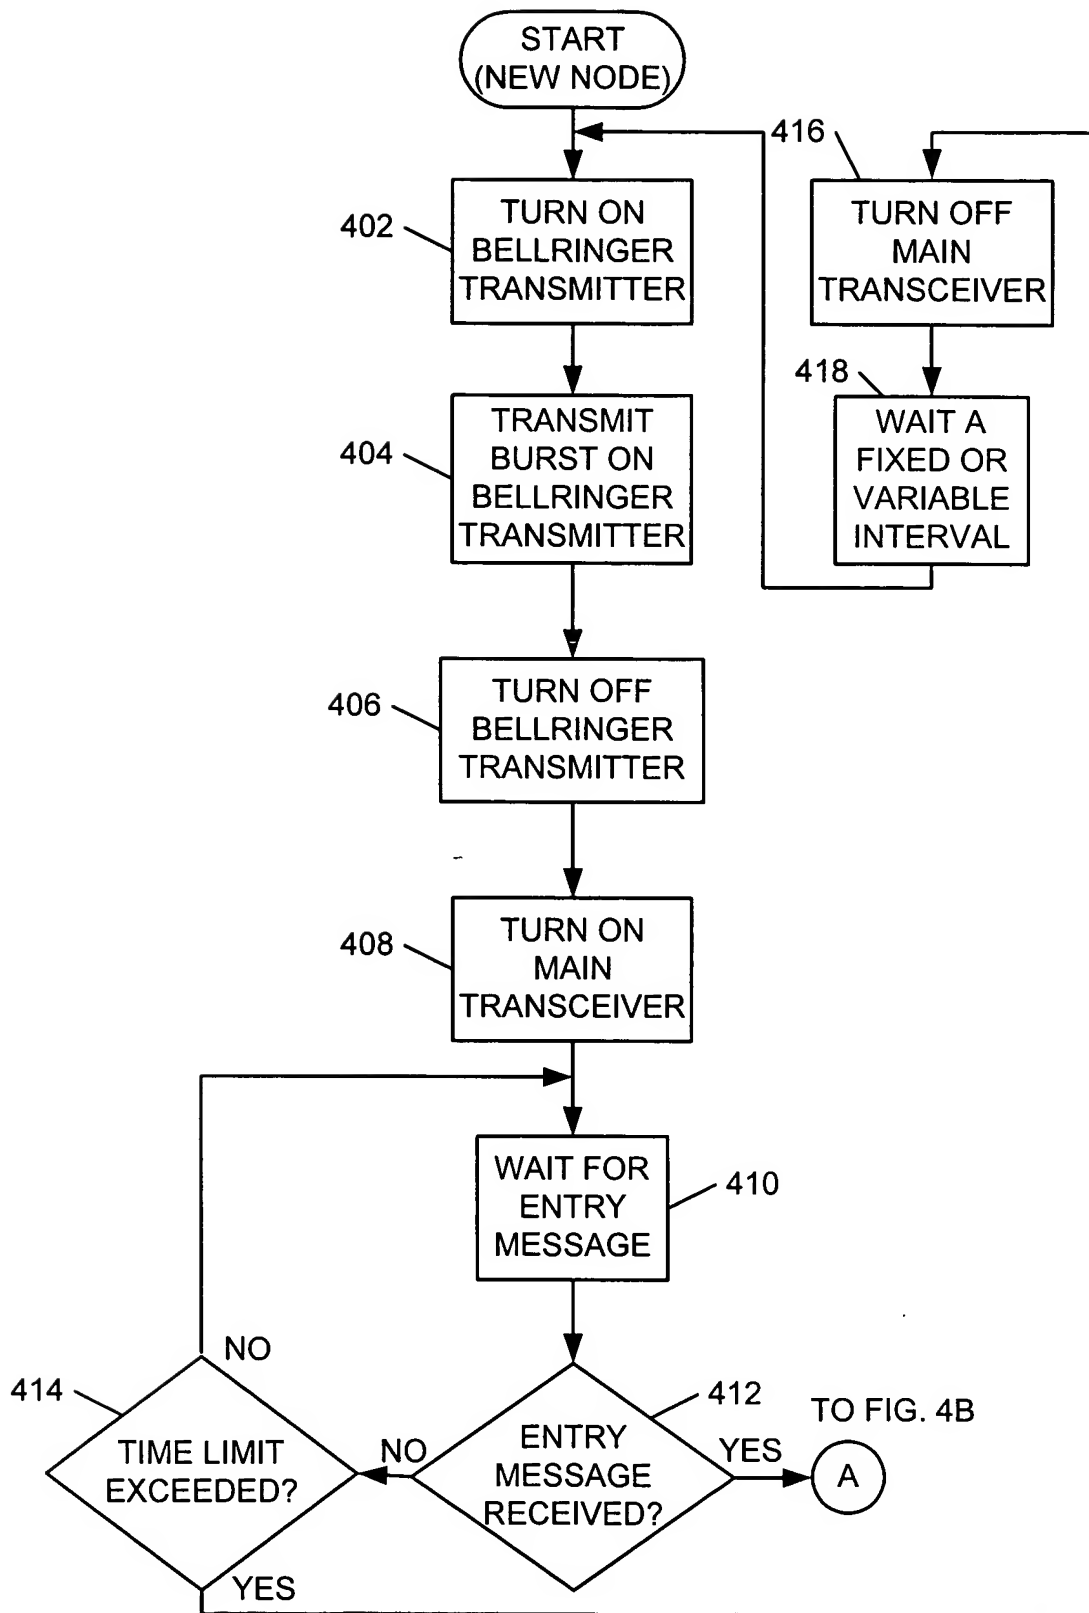 START
(NEW NODE)
416
402
TURN ON
BELLRINGER
TRANSMITTER
TURN OFF
MAIN
TRANSCEIVER
418
404
TRANSMIT
BURST ON
BELLRINGER
TRANSMITTER
WAIT A
FIXED OR
VARIABLE
INTERVAL
406
TURN OFF
BELLRINGER
TRANSMITTER
408
TURN ON
MAIN
TRANSCEIVER
WAIT FOR
ENTRY
MESSAGE
410
NO
414
TIME LIMIT
EXCEEDED?
YES
NO
412
ENTRY
MESSAGE
RECEIVED?
YES
TO FIG. 4B
A